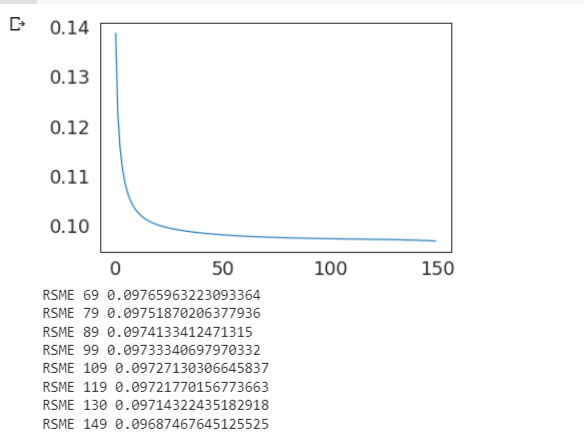 0.14
0.13
0.12
0.11
0.10
0 50 100 150
RSME 69 0.09765963223093364
RSME 79 0.09751870206377936
RSME 89 0.0974133412471315
RSME 99 0.09733340697970332
RSME 109 0.09727130306645837
RSME 119 0.09721770156773663
RSME 130 0.09714322435182918
RSME 149 0.09687467645125525